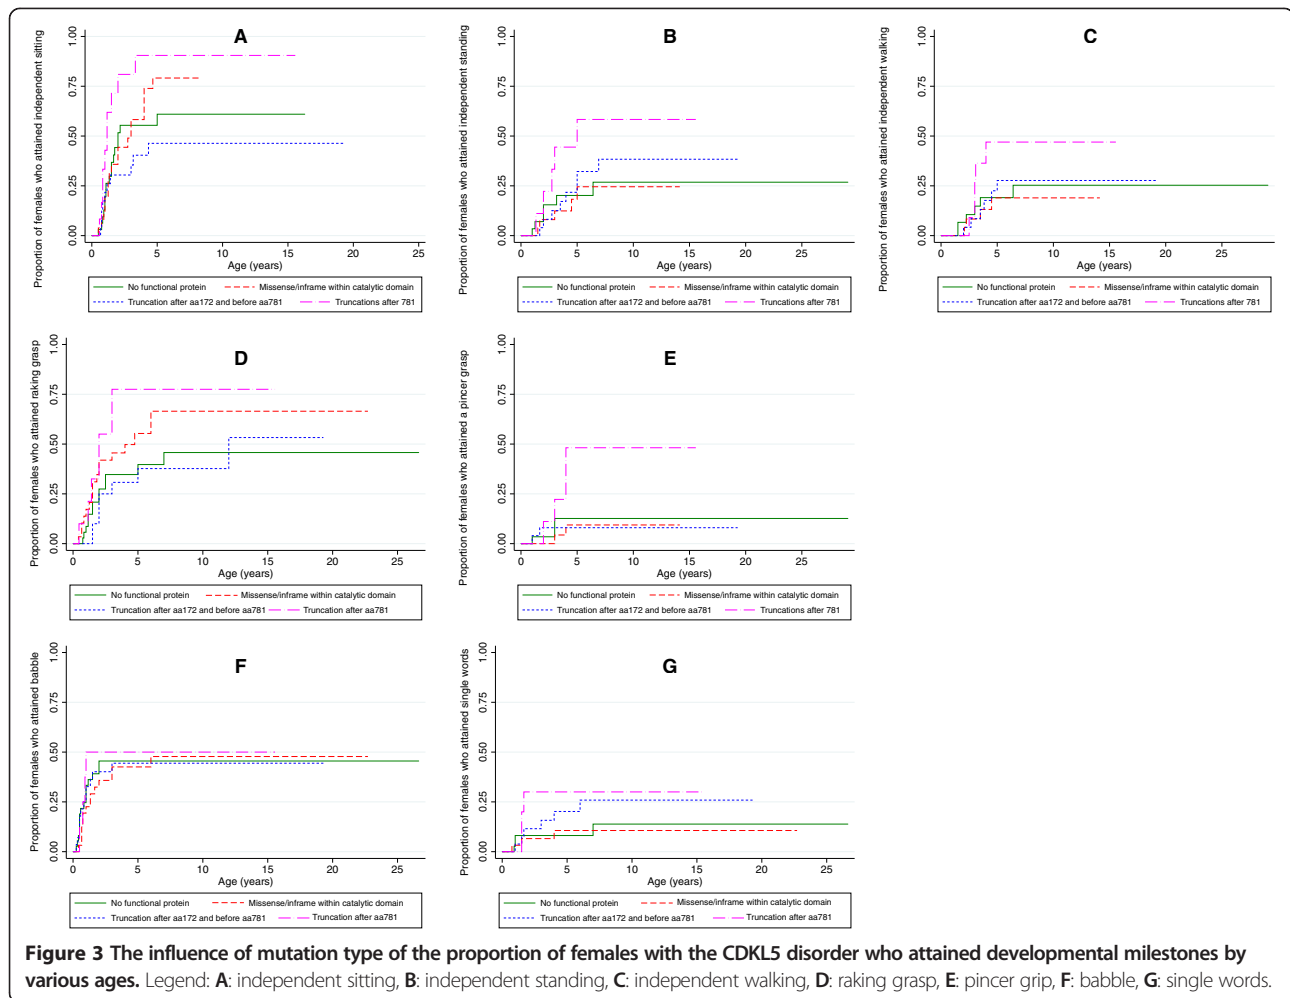 A
Proportion of females who attained independent sitting
1.00
0.75
0.50
0.25
0.00
0 5 10 15 20 25
Age (years)
No functional protein Missense/inframe within catalytic domain
Truncation after aa172 and before aa781 Truncations after 781
B
Proportion of females who attained independent standing
1.00
0.75
0.50
0.25
0.00
0 5 10 15 20 25
Age (years)
No functional protein Missense/inframe within catalytic domain
Truncation after aa172 and before aa781 Truncations after 781
C
Proportion of females who attained independent walking
1.00
0.75
0.50
0.25
0.00
0 5 10 15 20 25
Age (years)
No functional protein Missense/inframe within catalytic domain
Truncation after aa172 and before aa781 Truncations after 781
D
Proportion of females who attained raking grasp
1.00
0.75
0.50
0.25
0.00
0 5 10 15 20 25
Age (years)
No functional protein Missense/inframe within catalytic domain
Truncation after aa172 and before aa781 Truncation after aa781
E
Proportion of females who attained a pincer grasp
1.00
0.75
0.50
0.25
0.00
0 5 10 15 20 25
Age (years)
No functional protein Missense/inframe within catalytic domain
Truncation after aa172 and before aa781 Truncations after 781
F
Proportion of females who attained babble
1.00
0.75
0.50
0.25
0.00
0 5 10 15 20 25
Age (years)
No functional protein Missense/inframe within catalytic domain
Truncation after aa172 and before aa781 Truncation after aa781
G
Proportion of females who attained single words
1.00
0.75
0.50
0.25
0.00
0 5 10 15 20 25
Age (years)
No functional protein Missense/inframe within catalytic domain
Truncation after aa172 and before aa781 Truncation after aa781
Figure 3 The influence of mutation type of the proportion of females with the CDKL5 disorder who attained developmental milestones by
various ages. Legend: A: independent sitting, B: independent standing, C: independent walking, D: raking grasp, E: pincer grip, F: babble, G: single words.